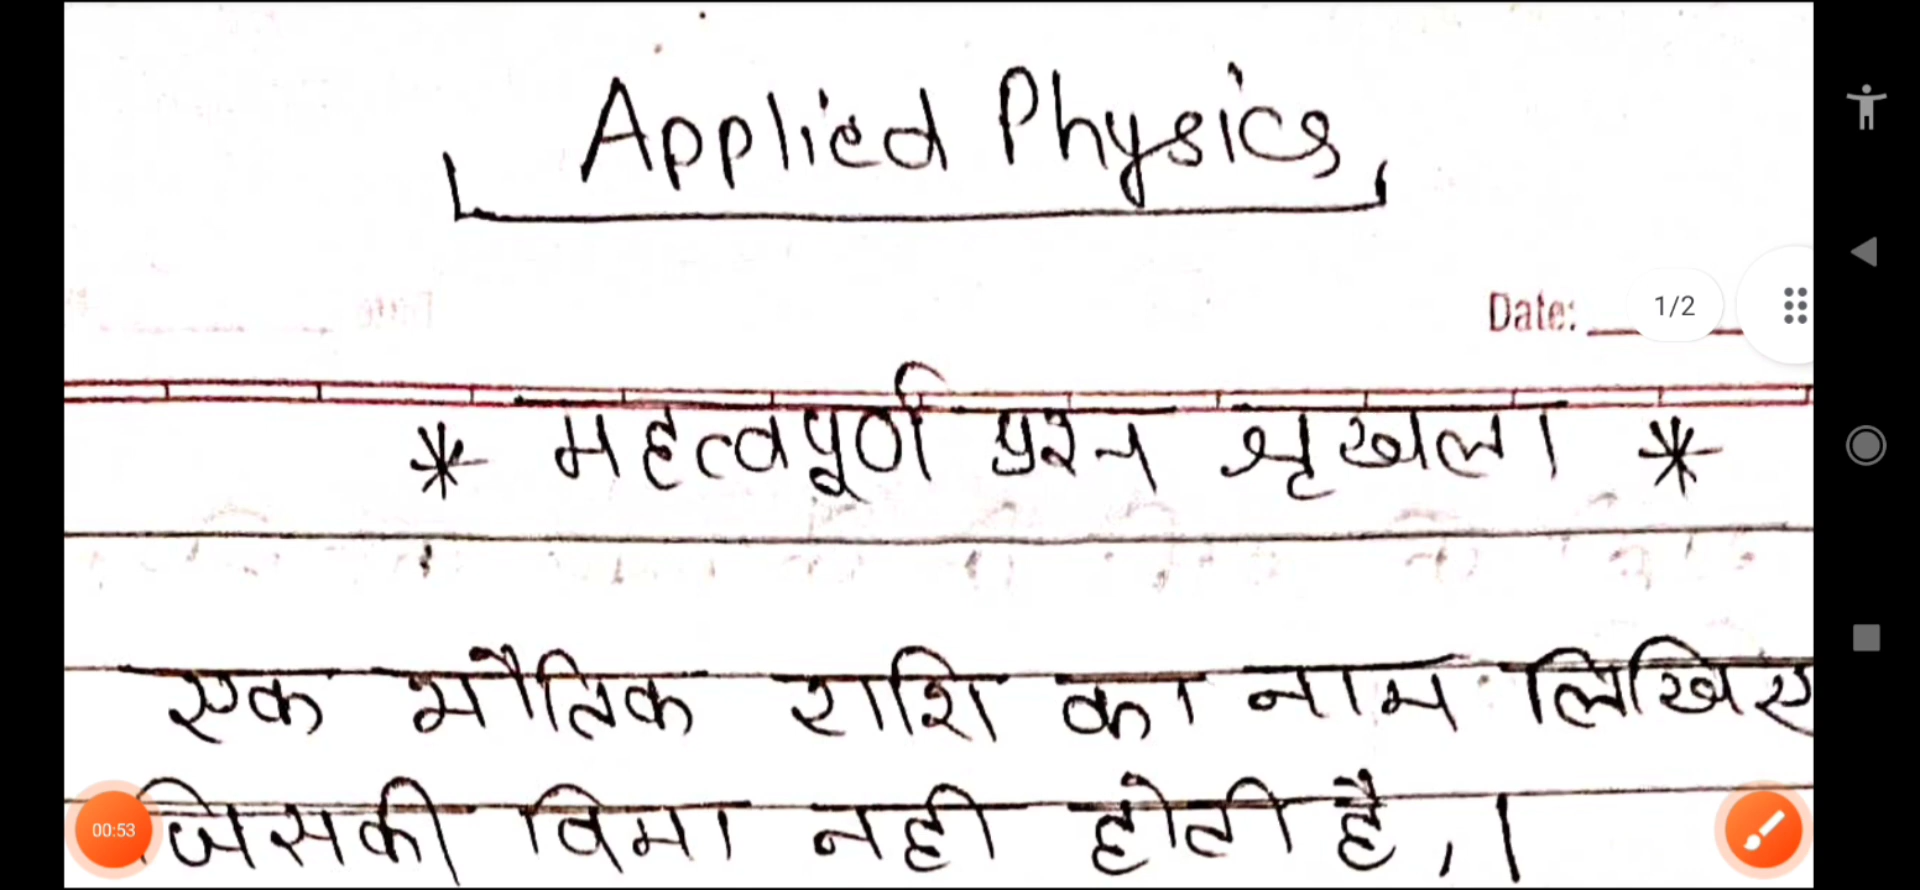 Applied Physics
Date:
1/2
* महत्वपूर्ण प्रश्न श्रृखला *
एक भौतिक राशि का नाम लिखिए
जिसकी विमा नही होती है, ।
00:53